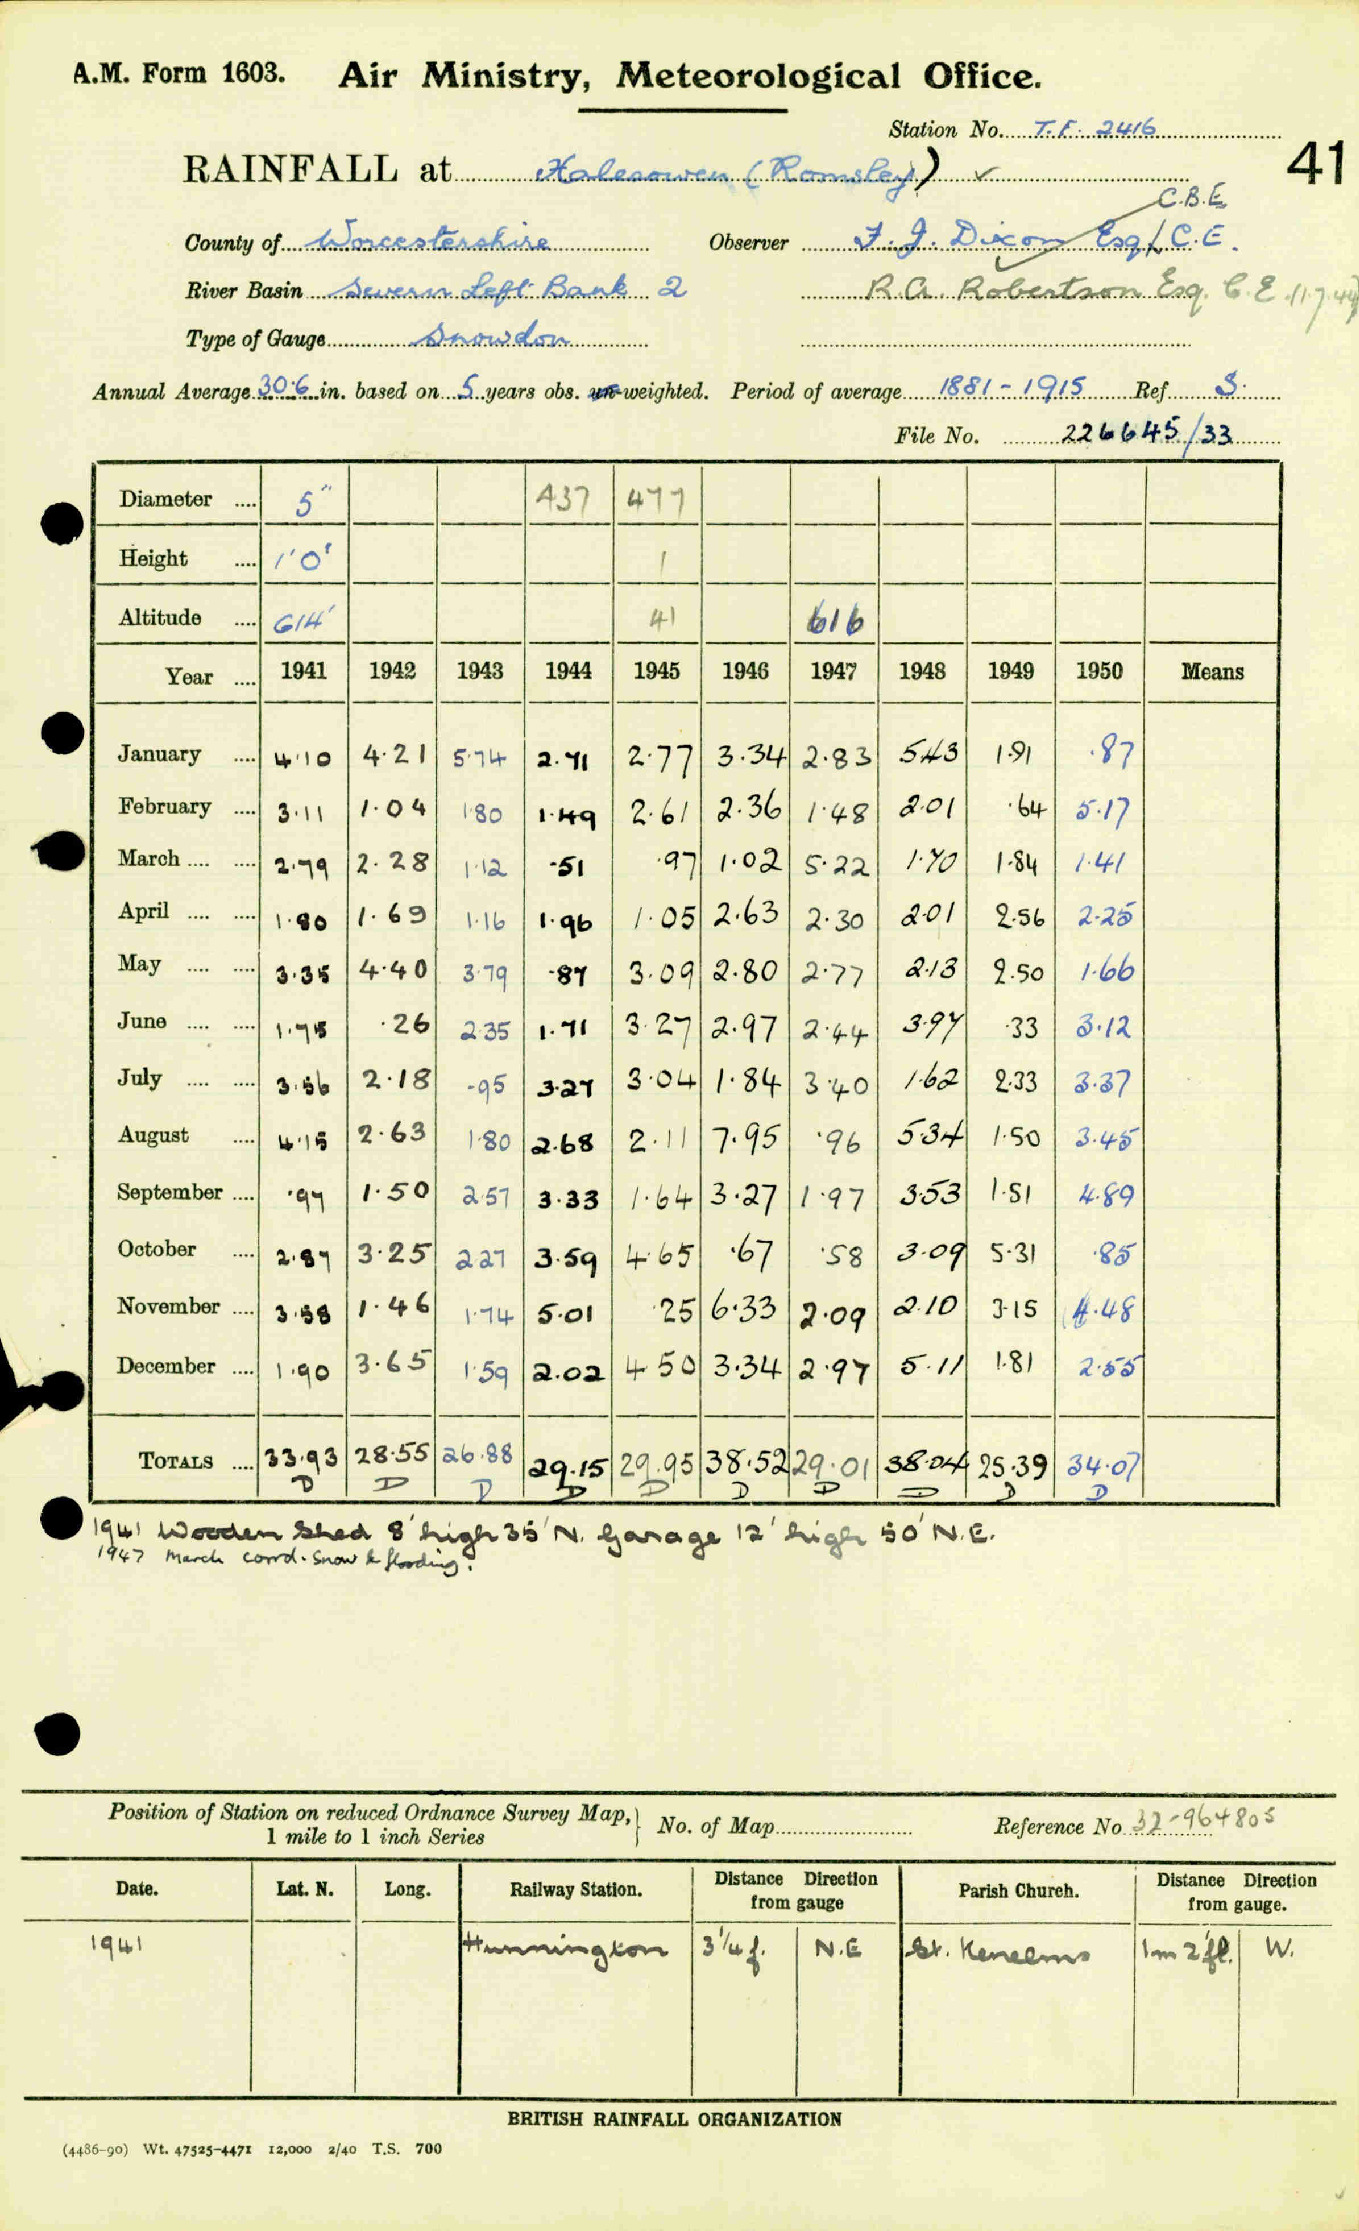 A.M. Form 1603. Air Ministry, Meteorological Office.
Station No. T.F. 2416
RAINFALL at Halesowen (Romsley) ✓ 41
C.B.E
County of Worcestershire Observer F. J. Dixon Esq C.E.
River Basin Severn Left Bank 2 R.A. Robertson Esq. C.E. 11.7.49
Type of Gauge Snowdon
Annual Average 30.6 in. based on 5 years obs. un-weighted. Period of average 1881-1915 Ref S.
File No. 226645/33
Diameter .... 5" 437 477
Height .... 1'0" 1
Altitude .... 614' 41 616
Year .... 1941 1942 1943 1944 1945 1946 1947 1948 1949 1950 Means
January .... 4.10 4.21 5.74 2.71 2.77 3.34 2.83 5.43 1.91 .87
February .... 3.11 1.04 1.80 1.49 2.61 2.36 1.48 2.01 .64 5.17
March .... .... 2.79 2.28 1.12 .51 .97 1.02 5.22 1.70 1.84 1.41
April .... .... 1.80 1.69 1.16 1.96 1.05 2.63 2.30 2.01 2.56 2.25
May .... .... 3.35 4.40 3.79 .87 3.09 2.80 2.77 2.13 2.50 1.66
June .... .... 1.75 .26 2.35 1.71 3.27 2.97 2.44 3.97 .33 3.12
July .... .... 3.56 2.18 .95 3.27 3.04 1.84 3.40 1.62 2.33 3.37
August .... 4.15 2.63 1.80 2.68 2.11 7.95 .96 5.34 1.50 3.45
September .... .97 1.50 2.57 3.33 1.64 3.27 1.97 3.53 1.51 4.89
October .... 2.87 3.25 2.27 3.59 4.65 .67 .58 3.09 5.31 .85
November .... 3.58 1.46 1.74 5.01 .25 6.33 2.09 2.10 3.15 4.48
December .... 1.90 3.65 1.59 2.02 4.50 3.34 2.97 5.11 1.81 2.55
TOTALS .... 33.93 28.55 26.88 29.15 29.95 38.52 29.01 38.04 25.39 34.07
D D D D D D D D D D
1941 Wooden Shed 8' high 35' N. Garage 12' high 50' N.E.
1947 March corrd. Snow & flooding.
Position of Station on reduced Ordnance Survey Map, 1 mile to 1 inch Series } No. of Map Reference No 32-964805
Date. Lat. N. Long. Railway Station. Distance Direction from gauge Parish Church. Distance Direction from gauge.
1941 Hunnington 3¼ f. N.E St. Kenelms 1m 2 fl. W.
BRITISH RAINFALL ORGANIZATION
(4486-90) Wt. 47525-4471 12,000 2/40 T.S. 700